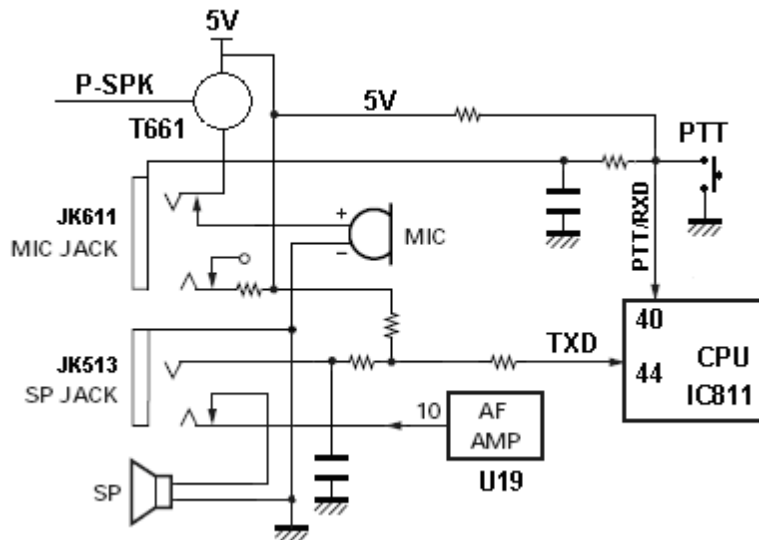 5V
P-SPK
T661
5V
PTT
JK611
MIC JACK
+
−
MIC
PTT/RXD
JK513
SP JACK
TXD
40
44
CPU
IC811
10
AF
AMP
U19
SP